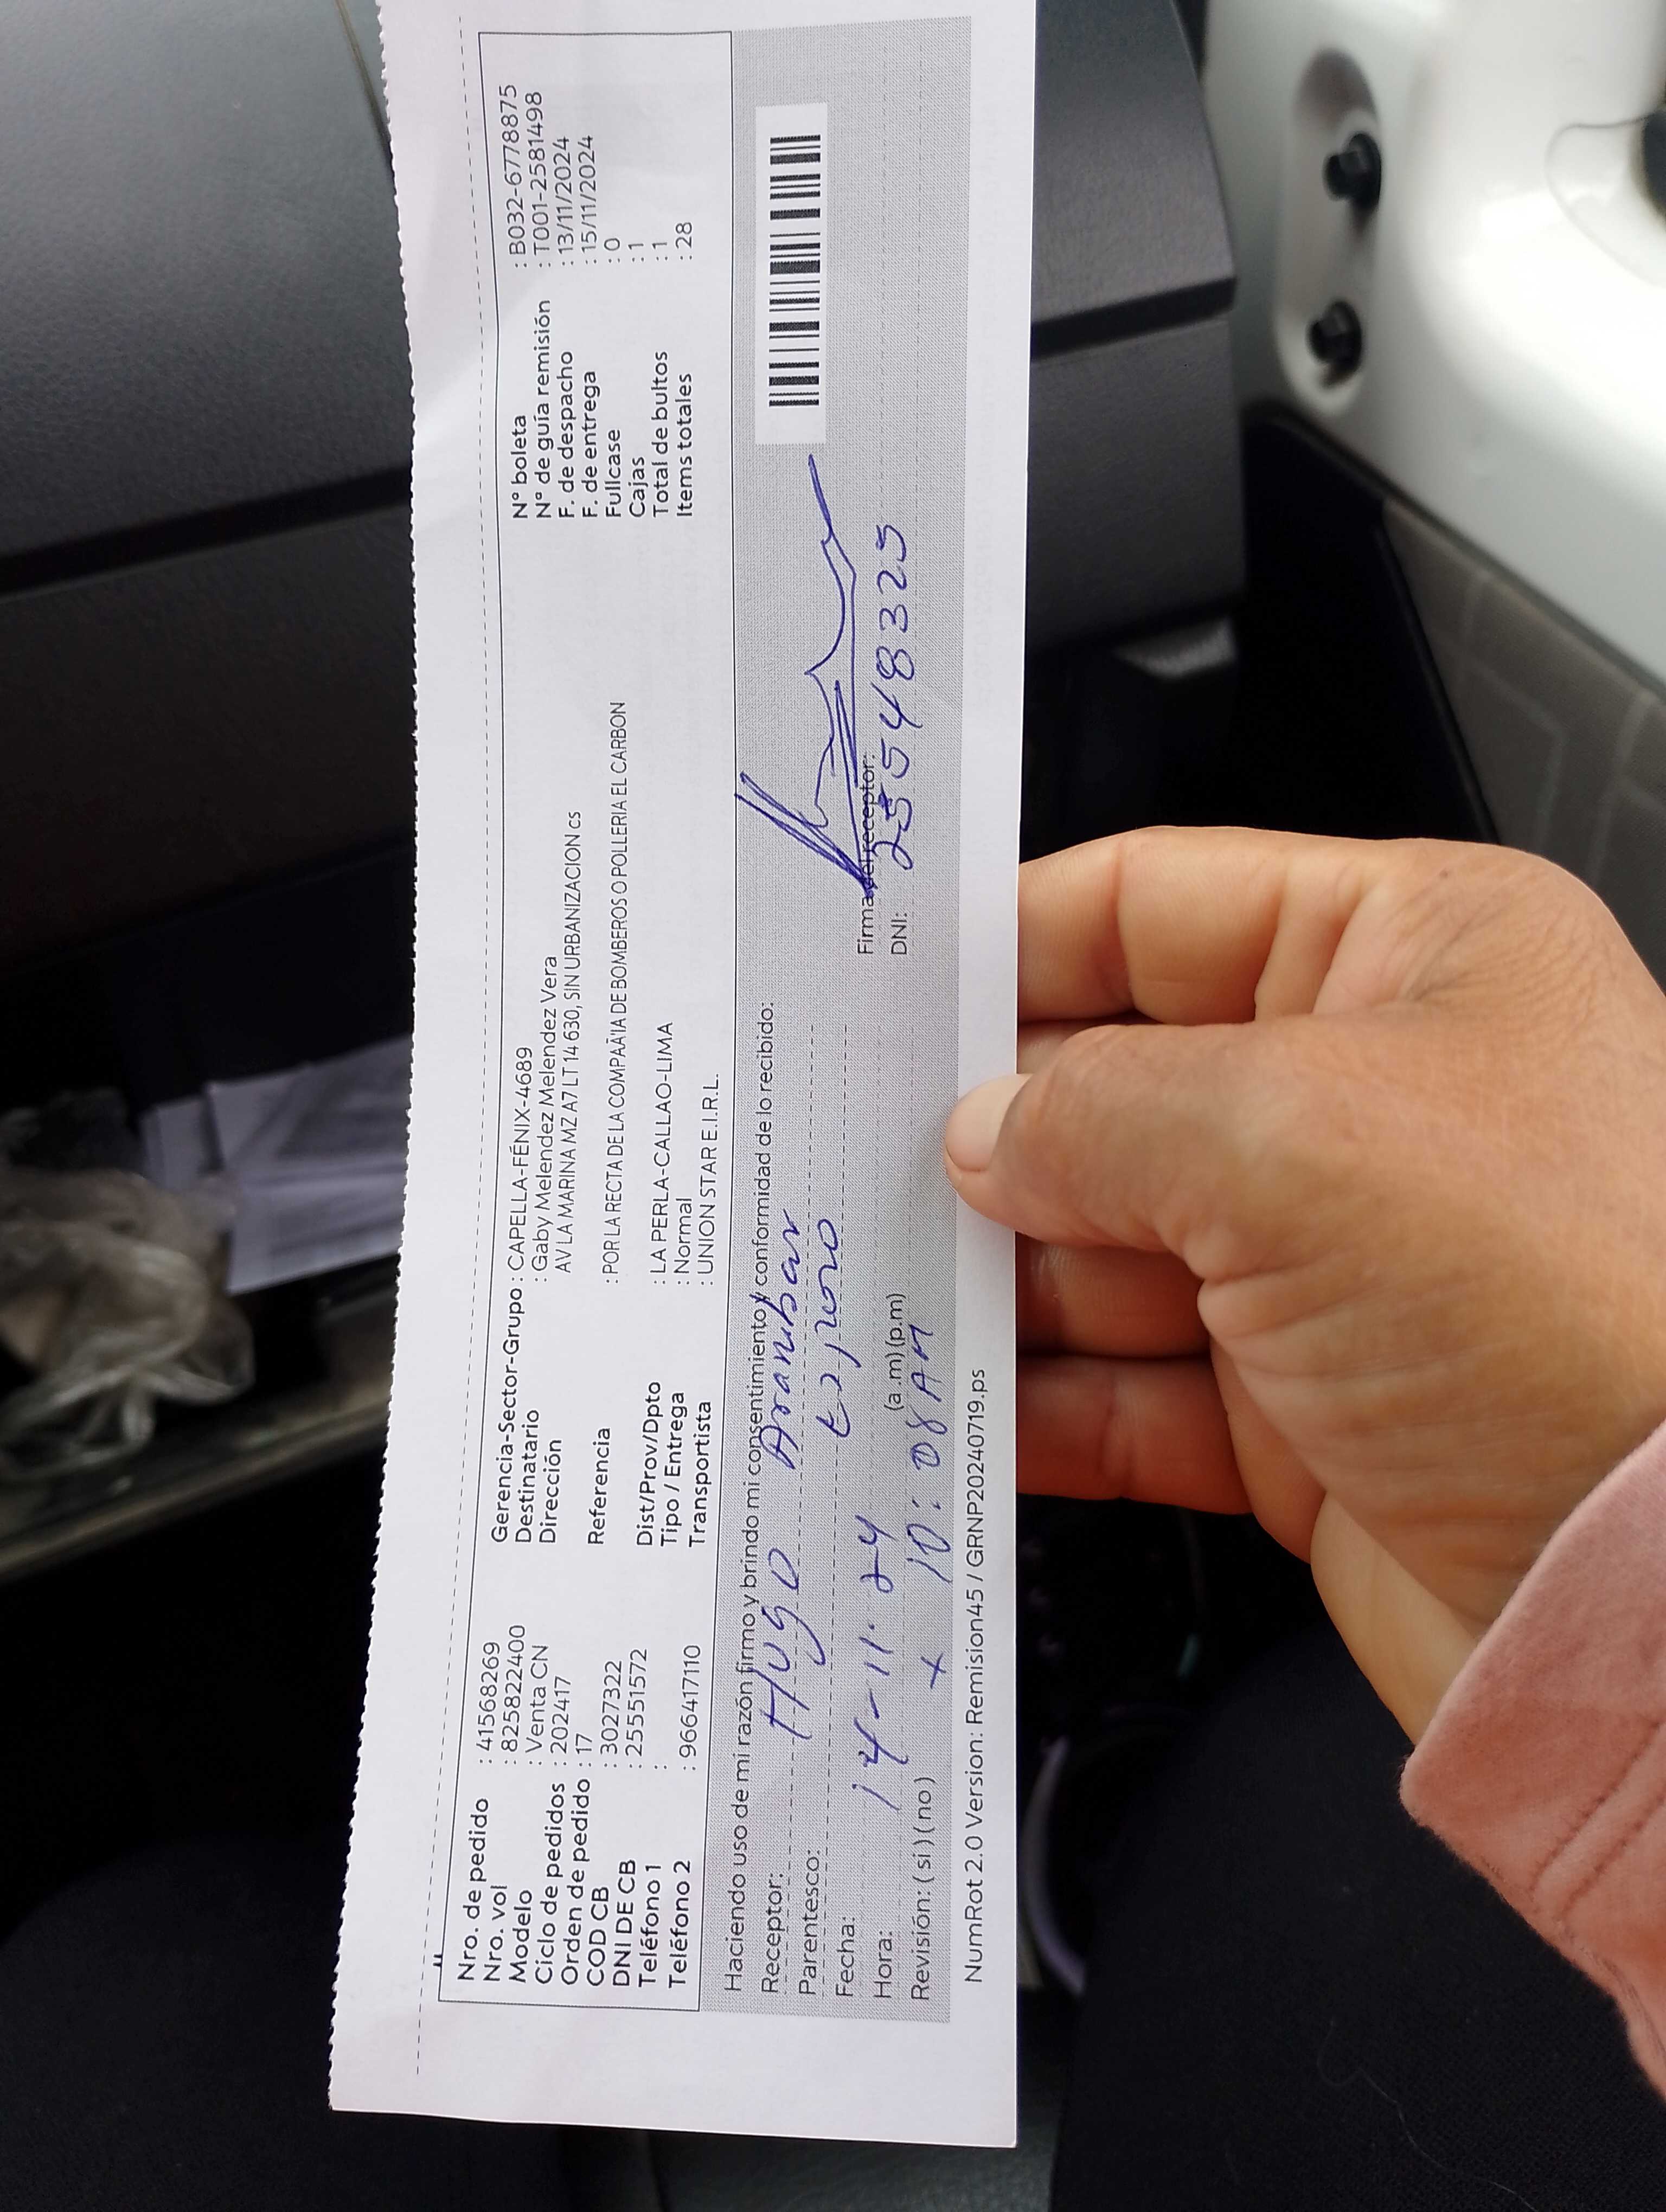 Nro. de pedido : 41568269
Nro. vol : 825822400
Modelo : Venta CN
Ciclo de pedidos : 202417
Orden de pedido : 17
COD CB : 3027322
DNI DE CB : 25551572
Teléfono 1 :
Teléfono 2 : 966417110
Gerencia-Sector-Grupo : CAPELLA-FÉNIX-4689
Destinatario : Gaby Melendez Melendez Vera
Dirección AV LA MARINA MZ A7 LT 14 630, SIN URBANIZACION cs
Referencia : POR LA RECTA DE LA COMPAÃ'IA DE BOMBEROS O POLLERIA EL CARBON
Dist/Prov/Dpto : LA PERLA-CALLAO-LIMA
Tipo / Entrega : Normal
Transportista : UNION STAR E.I.R.L.
N° boleta : B032-67788875
N° de guía remisión : T001-2581498
F. de despacho : 13/11/2024
F. de entrega : 15/11/2024
Fullcase : 0
Cajas : 1
Total de bultos : 1
Items totales : 28
Haciendo uso de mi razón firmo y brindo mi consentimiento y conformidad de lo recibido:
Receptor: Hugo Aranibar
Parentesco:
Fecha: 14-11-24
Hora: 10:08 AM (a.m) (p.m)
Revisión: ( si ) ( no ) x
Firma del receptor:
DNI: 25548325
NumRot 2.0 Version: Remision45 / GRNP20240719.ps